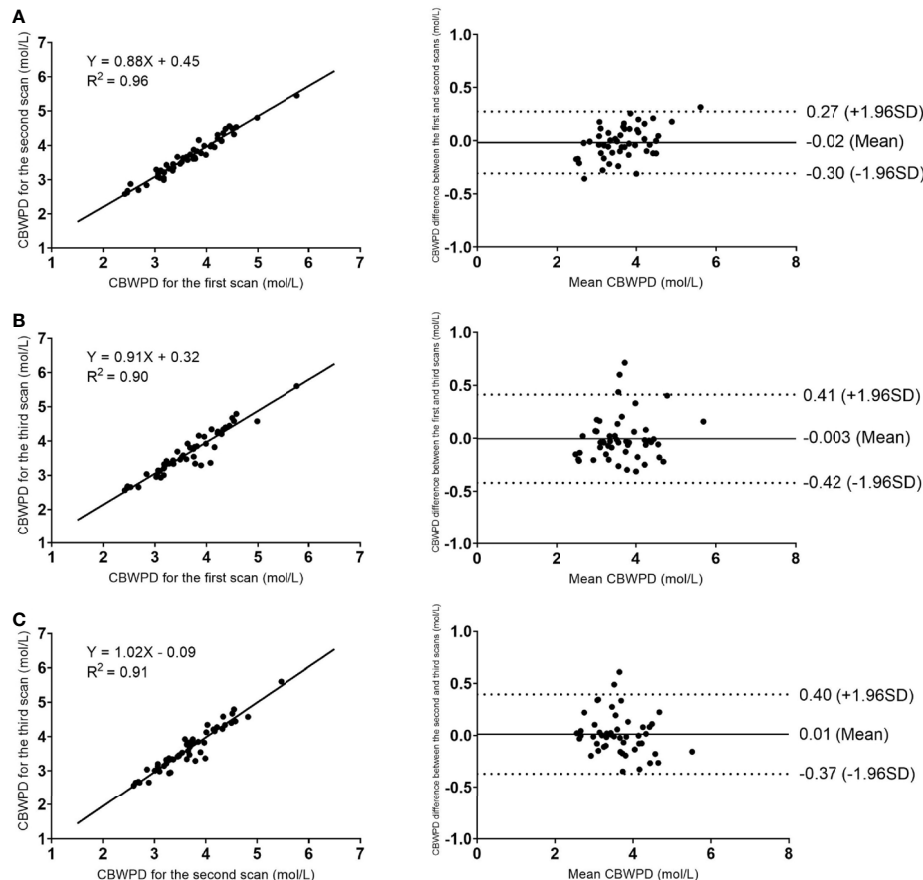 A
Y = 0.88X + 0.45
R² = 0.96
CBWPD for the second scan (mol/L)
7
6
5
4
3
2
1
1 2 3 4 5 6 7
CBWPD for the first scan (mol/L)
CBWPD difference between the first and second scans (mol/L)
1.0
0.5
0.0
-0.5
-1.0
0.27 (+1.96SD)
-0.02 (Mean)
-0.30 (-1.96SD)
0 2 4 6 8
Mean CBWPD (mol/L)
B
Y = 0.91X + 0.32
R² = 0.90
CBWPD for the third scan (mol/L)
7
6
5
4
3
2
1
1 2 3 4 5 6 7
CBWPD for the first scan (mol/L)
CBWPD difference between the first and third scans (mol/L)
1.0
0.5
0.0
-0.5
-1.0
0.41 (+1.96SD)
-0.003 (Mean)
-0.42 (-1.96SD)
0 2 4 6 8
Mean CBWPD (mol/L)
C
Y = 1.02X - 0.09
R² = 0.91
CBWPD for the third scan (mol/L)
7
6
5
4
3
2
1
1 2 3 4 5 6 7
CBWPD for the second scan (mol/L)
CBWPD difference between the second and third scans (mol/L)
1.0
0.5
0.0
-0.5
-1.0
0.40 (+1.96SD)
0.01 (Mean)
-0.37 (-1.96SD)
0 2 4 6 8
Mean CBWPD (mol/L)